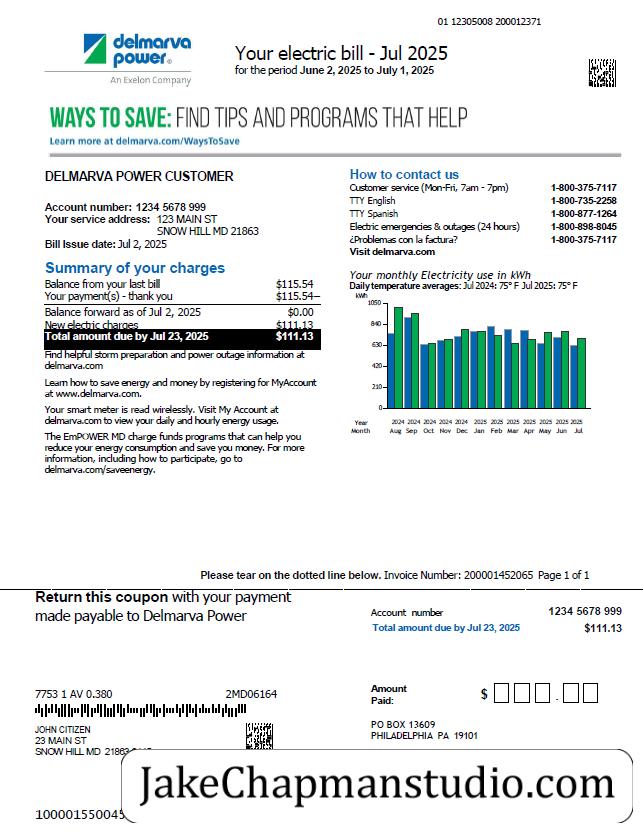 01 12305008 200012371
delmarva
power®
An Exelon Company
Your electric bill - Jul 2025
for the period June 2, 2025 to July 1, 2025
WAYS TO SAVE: FIND TIPS AND PROGRAMS THAT HELP
Learn more at delmarva.com/WaysToSave
DELMARVA POWER CUSTOMER
Account number: 1234 5678 999
Your service address: 123 MAIN ST
SNOW HILL MD 21863
Bill Issue date: Jul 2, 2025
Summary of your charges
Balance from your last bill $115.54
Your payment(s) - thank you $115.54–
Balance forward as of Jul 2, 2025 $0.00
New electric charges $111.13
Total amount due by Jul 23, 2025 $111.13
Find helpful storm preparation and power outage information at
delmarva.com
Learn how to save energy and money by registering for MyAccount
at www.delmarva.com.
Your smart meter is read wirelessly. Visit My Account at
delmarva.com to view your daily and hourly energy usage.
The EmPOWER MD charge funds programs that can help you
reduce your energy consumption and save you money. For more
information, including how to participate, go to
delmarva.com/saveenergy.
How to contact us
Customer service (Mon-Fri, 7am - 7pm) 1-800-375-7117
TTY English 1-800-735-2258
TTY Spanish 1-800-877-1264
Electric emergencies & outages (24 hours) 1-800-898-8045
¿Problemas con la factura? 1-800-375-7117
Visit delmarva.com
Your monthly Electricity use in kWh
Daily temperature averages: Jul 2024: 75° F Jul 2025: 75° F
kWh
1050
840
630
420
210
0
Year 2024 2024 2024 2024 2024 2025 2025 2025 2025 2025 2025 2025
Month Aug Sep Oct Nov Dec Jan Feb Mar Apr May Jun Jul
Please tear on the dotted line below. Invoice Number: 200001452065 Page 1 of 1
Return this coupon with your payment
made payable to Delmarva Power
Account number 1234 5678 999
Total amount due by Jul 23, 2025 $111.13
7753 1 AV 0.380 2MD06164
JOHN CITIZEN
23 MAIN ST
SNOW HILL MD 21863
Amount
Paid: $ .
PO BOX 13609
PHILADELPHIA PA 19101
JakeChapmanstudio.com
100001550045